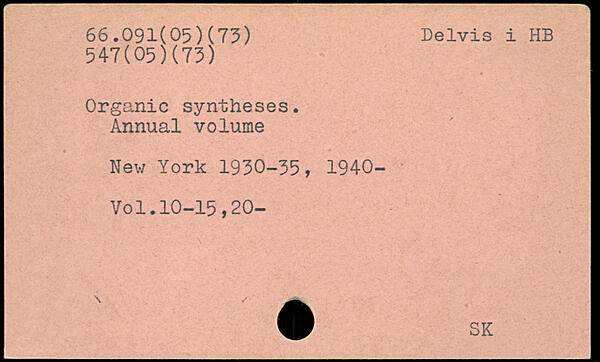 66.091(05)(73) Delvis i HB
547(05)(73)
Organic syntheses.
Annual volume
New York 1930-35, 1940-
Vol.10-15,20-
SK